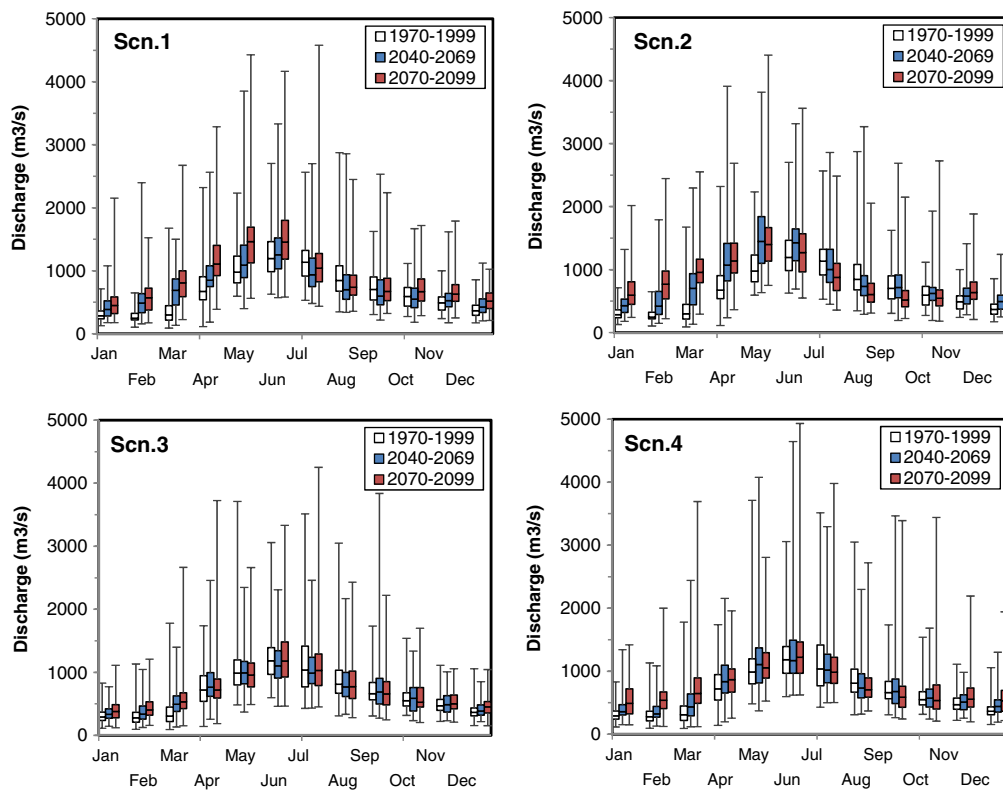 Scn.1
1970-1999
2040-2069
2070-2099
Discharge (m3/s)
5000
4000
3000
2000
1000
0
Jan Mar May Jul Sep Nov
Feb Apr Jun Aug Oct Dec
Scn.2
1970-1999
2040-2069
2070-2099
Discharge (m3/s)
5000
4000
3000
2000
1000
0
Jan Mar May Jul Sep Nov
Feb Apr Jun Aug Oct Dec
Scn.3
1970-1999
2040-2069
2070-2099
Discharge (m3/s)
5000
4000
3000
2000
1000
0
Jan Mar May Jul Sep Nov
Feb Apr Jun Aug Oct Dec
Scn.4
1970-1999
2040-2069
2070-2099
Discharge (m3/s)
5000
4000
3000
2000
1000
0
Jan Mar May Jul Sep Nov
Feb Apr Jun Aug Oct Dec